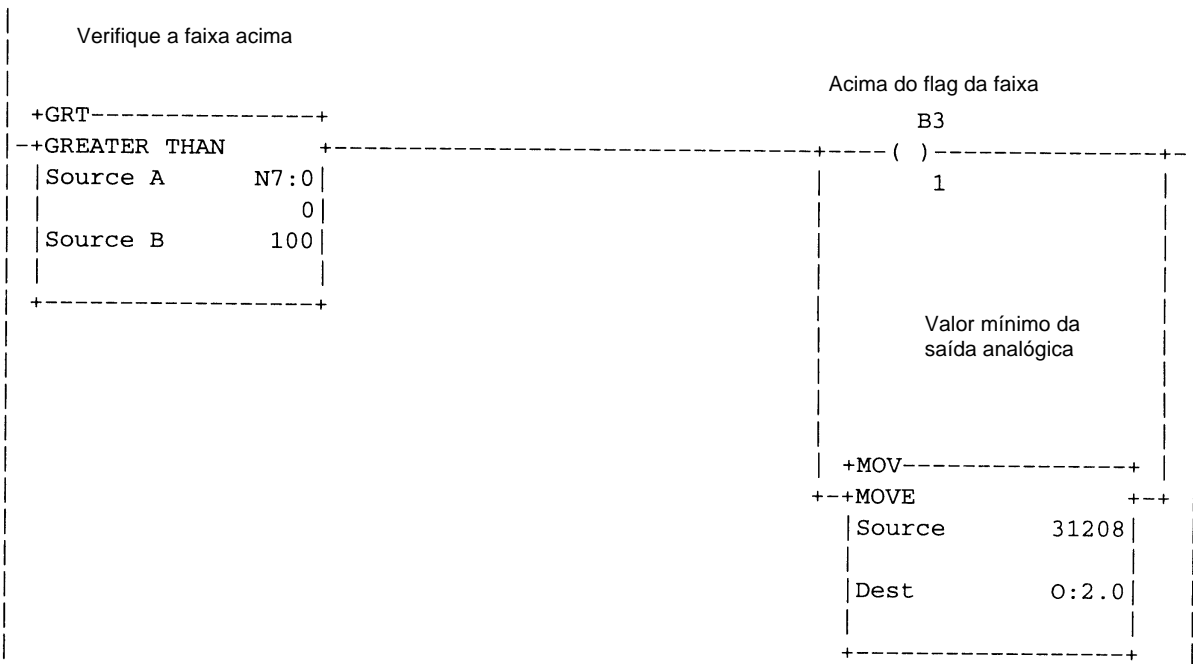 Verifique a faixa acima
Acima do flag da faixa
+GRT---------------+
B3
-+GREATER THAN +--------------------------------+----( )---------------+-
|Source A N7:0|
1
| 0|
|Source B 100|
+------------------+
Valor mínimo da
saída analógica
+MOV---------------+
+-+MOVE +-+
|Source 31208|
|Dest O:2.0|
+------------------+